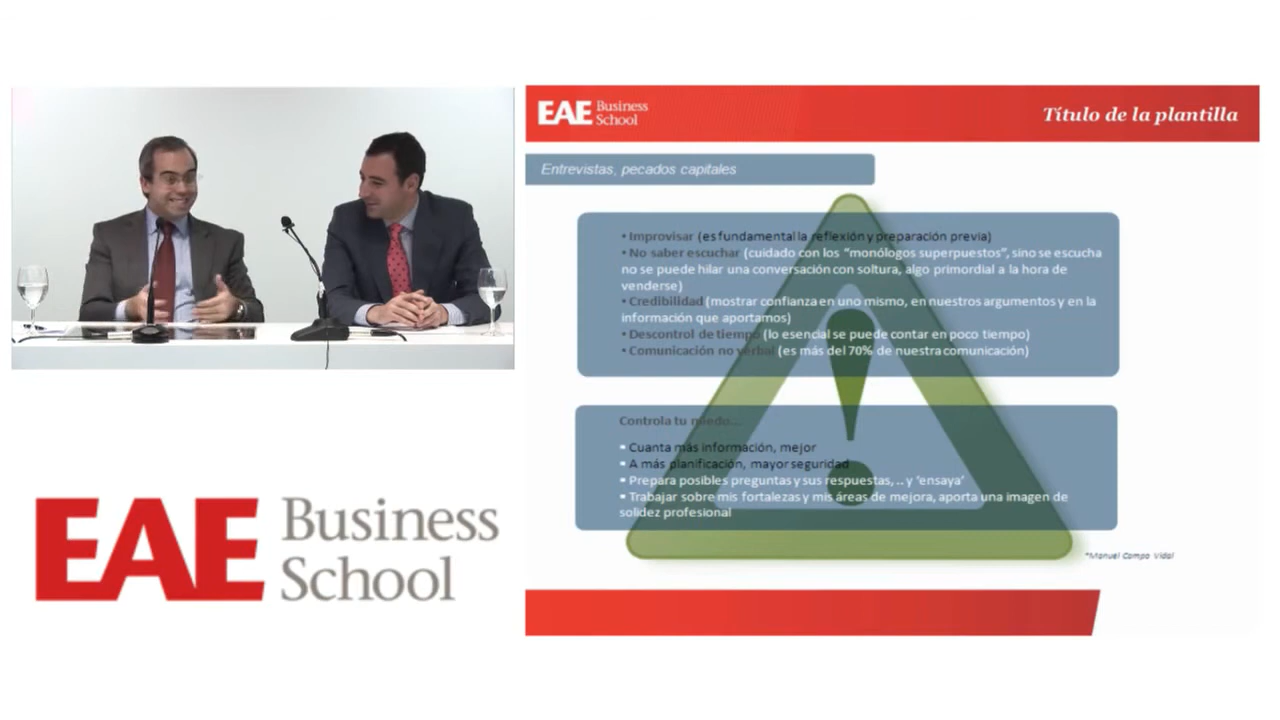 EAE Business
School
Título de la plantilla
Entrevistas, pecados capitales
• Improvisar (es fundamental la reflexión y preparación previa)
• No saber escuchar (cuidado con los "monólogos superpuestos", sino se escucha
no se puede hilar una conversación con soltura, algo primordial a la hora de
venderse)
• Credibilidad (mostrar confianza en uno mismo, en nuestros argumentos y en la
información que aportamos)
• Descontrol de tiempo (lo esencial se puede contar en poco tiempo)
• Comunicación no verbal (es más del 70% de nuestra comunicación)
Controla tu miedo...
▪ Cuanta más información, mejor
▪ A más planificación, mayor seguridad
▪ Prepara posibles preguntas y sus respuestas, .. y 'ensaya'
▪ Trabajar sobre mis fortalezas y mis áreas de mejora, aporta una imagen de
solidez profesional
*Manuel Campo Vidal
EAE Business
School